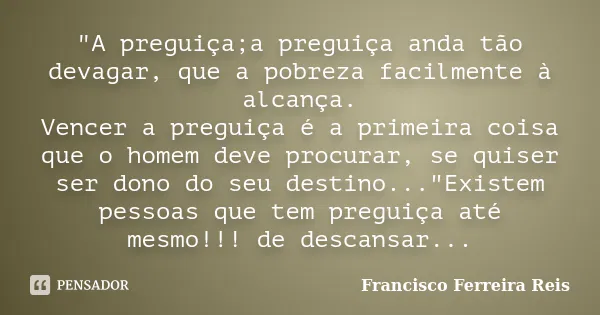 "A preguiça;a preguiça anda tão
devagar, que a pobreza facilmente à
alcança.
Vencer a preguiça é a primeira coisa
que o homem deve procurar, se quiser
ser dono do seu destino..."Existem
pessoas que tem preguiça até
mesmo!!! de descansar...
PENSADOR
Francisco Ferreira Reis